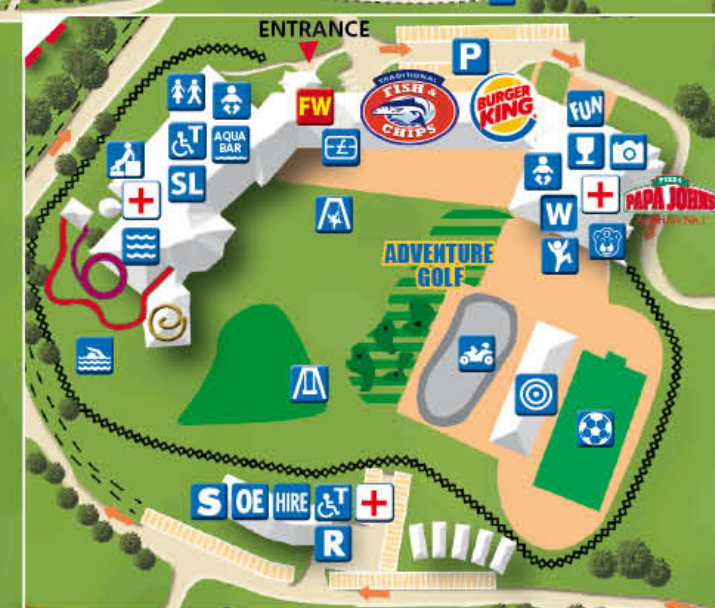 ENTRANCE
P
FW
TRADITIONAL
FISH &
CHIPS
BURGER
KING
FUN
£
T
AQUA
BAR
SL
W
PIZZA
PAPA JOHNS
ADVENTURE
GOLF
S
OE
HIRE
T
R